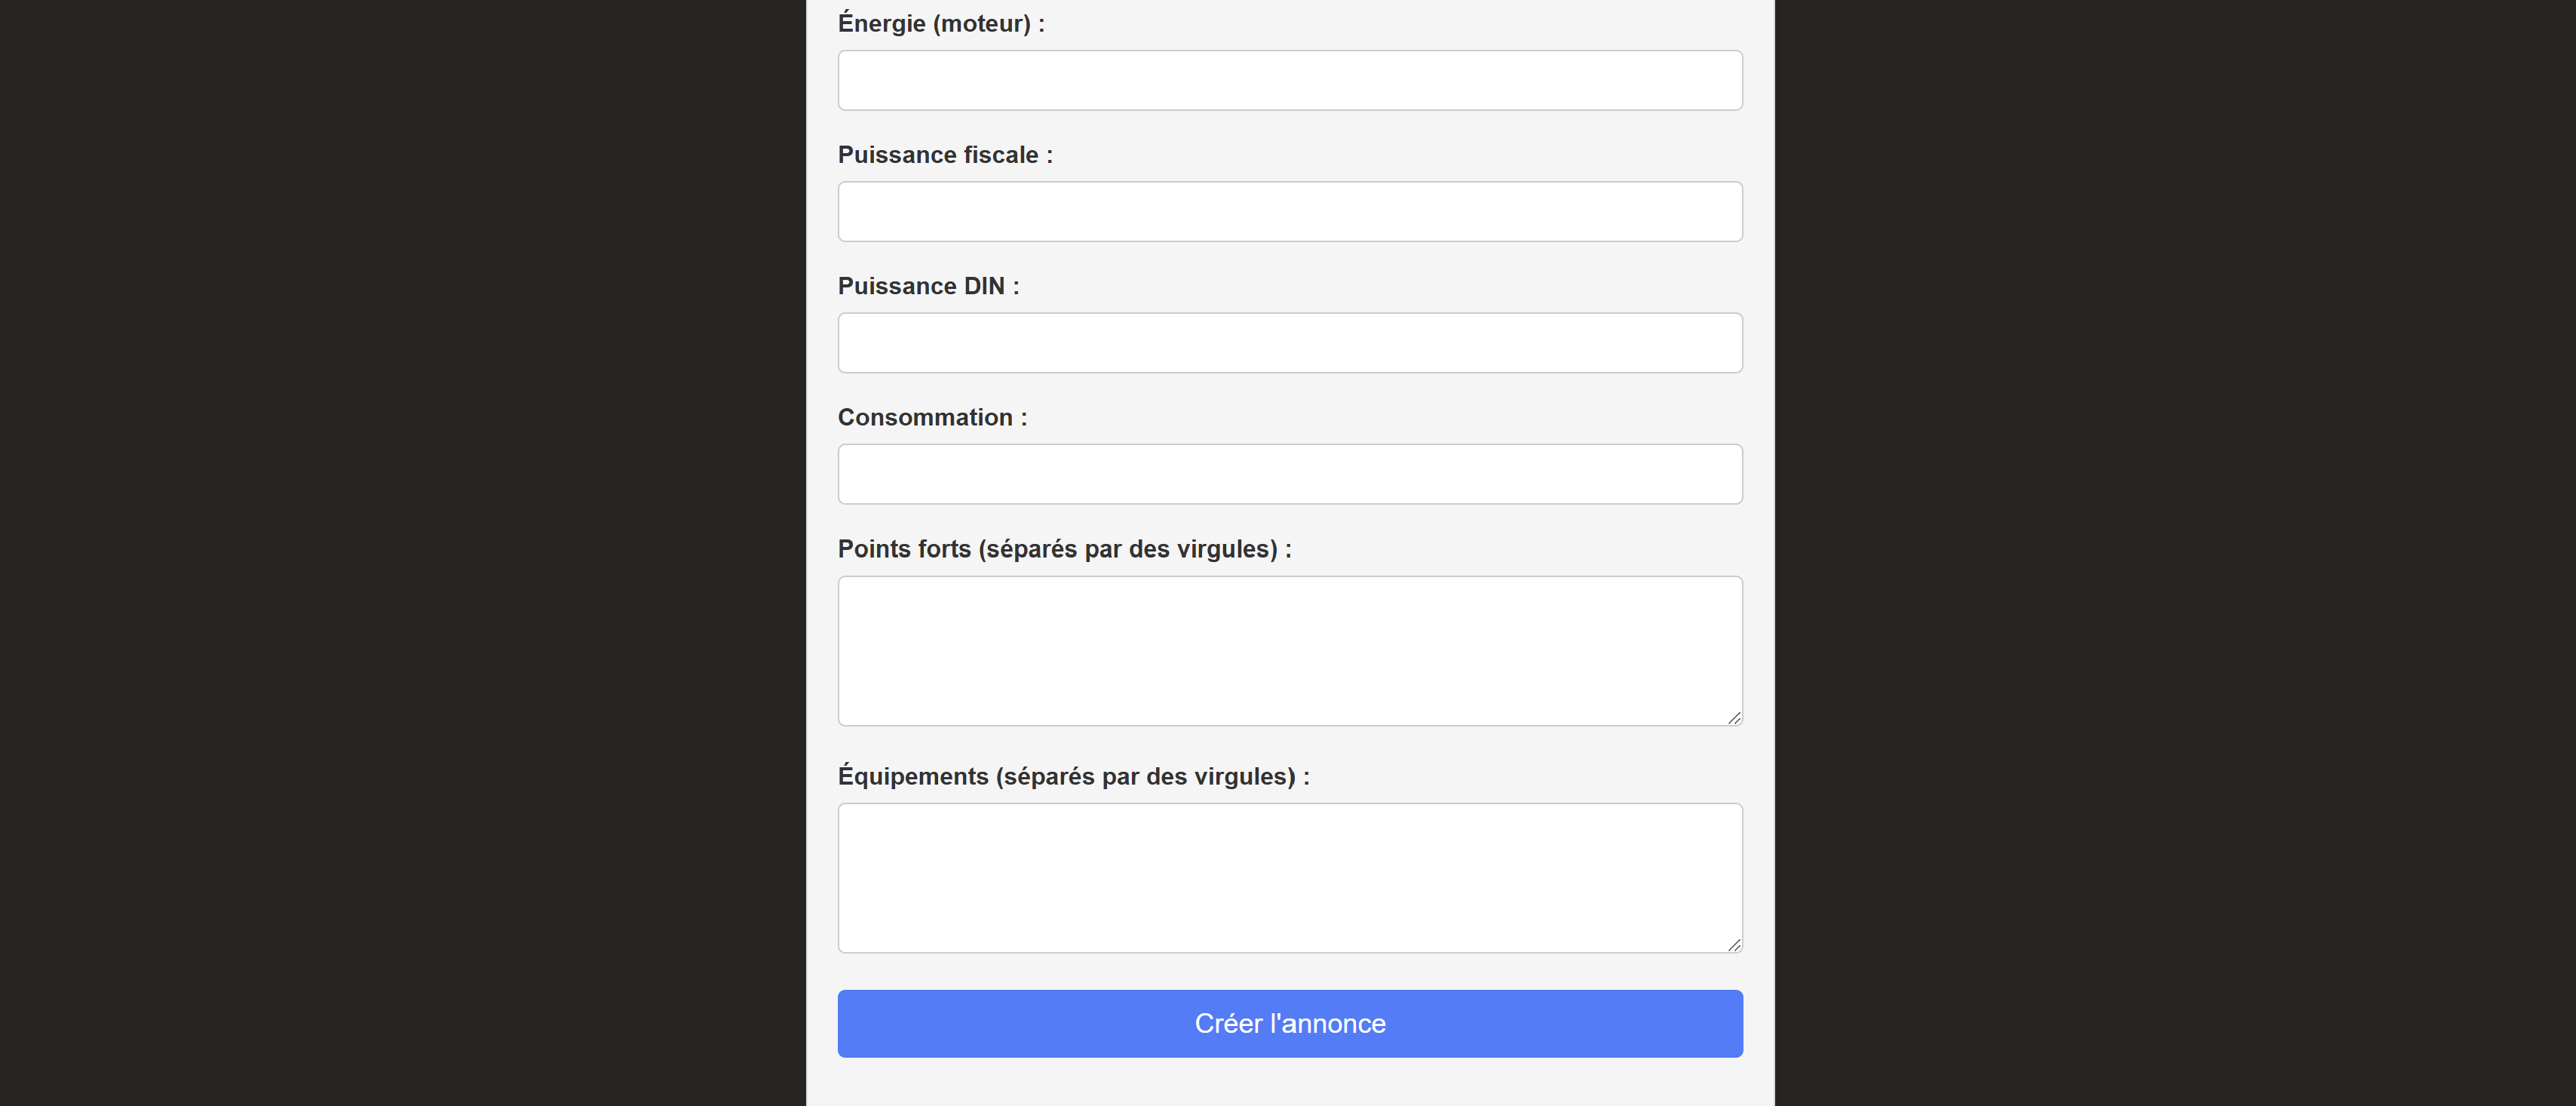 Énergie (moteur) :
Puissance fiscale :
Puissance DIN :
Consommation :
Points forts (séparés par des virgules) :
Équipements (séparés par des virgules) :
Créer l'annonce